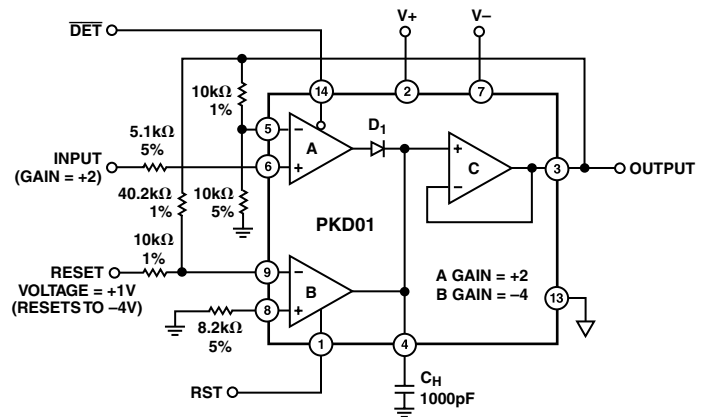 DET
V+
V–
10kΩ
1%
14
2
7
D1
5.1kΩ
5%
5
–
A
+
C
INPUT
(GAIN = +2)
6
+
–
3
OUTPUT
40.2kΩ
1%
10kΩ
5%
PKD01
10kΩ
1%
RESET
VOLTAGE = +1V
(RESETS TO –4V)
9
–
B
A GAIN = +2
B GAIN = –4
8
+
13
8.2kΩ
5%
1
4
RST
CH
1000pF